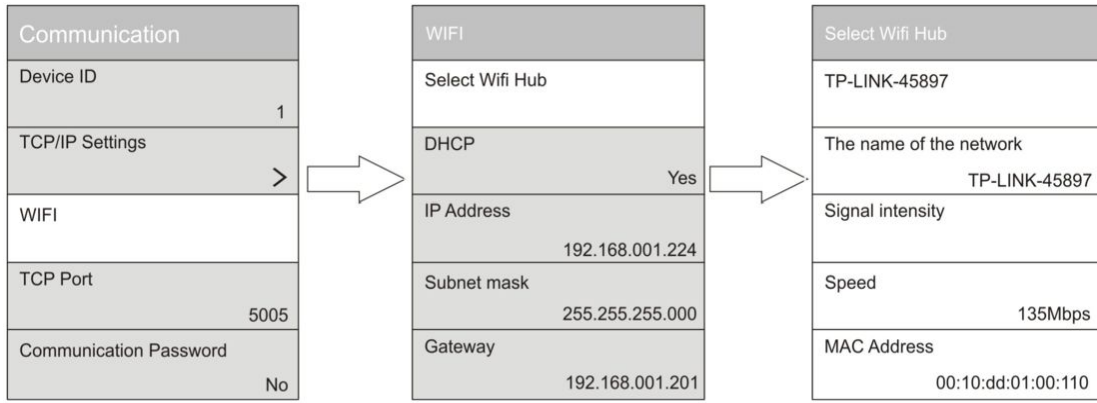 Communication
Device ID
1
TCP/IP Settings
>
WIFI
TCP Port
5005
Communication Password
No
WIFI
Select Wifi Hub
DHCP
Yes
IP Address
192.168.001.224
Subnet mask
255.255.255.000
Gateway
192.168.001.201
Select Wifi Hub
TP-LINK-45897
The name of the network
TP-LINK-45897
Signal intensity
Speed
135Mbps
MAC Address
00:10:dd:01:00:110